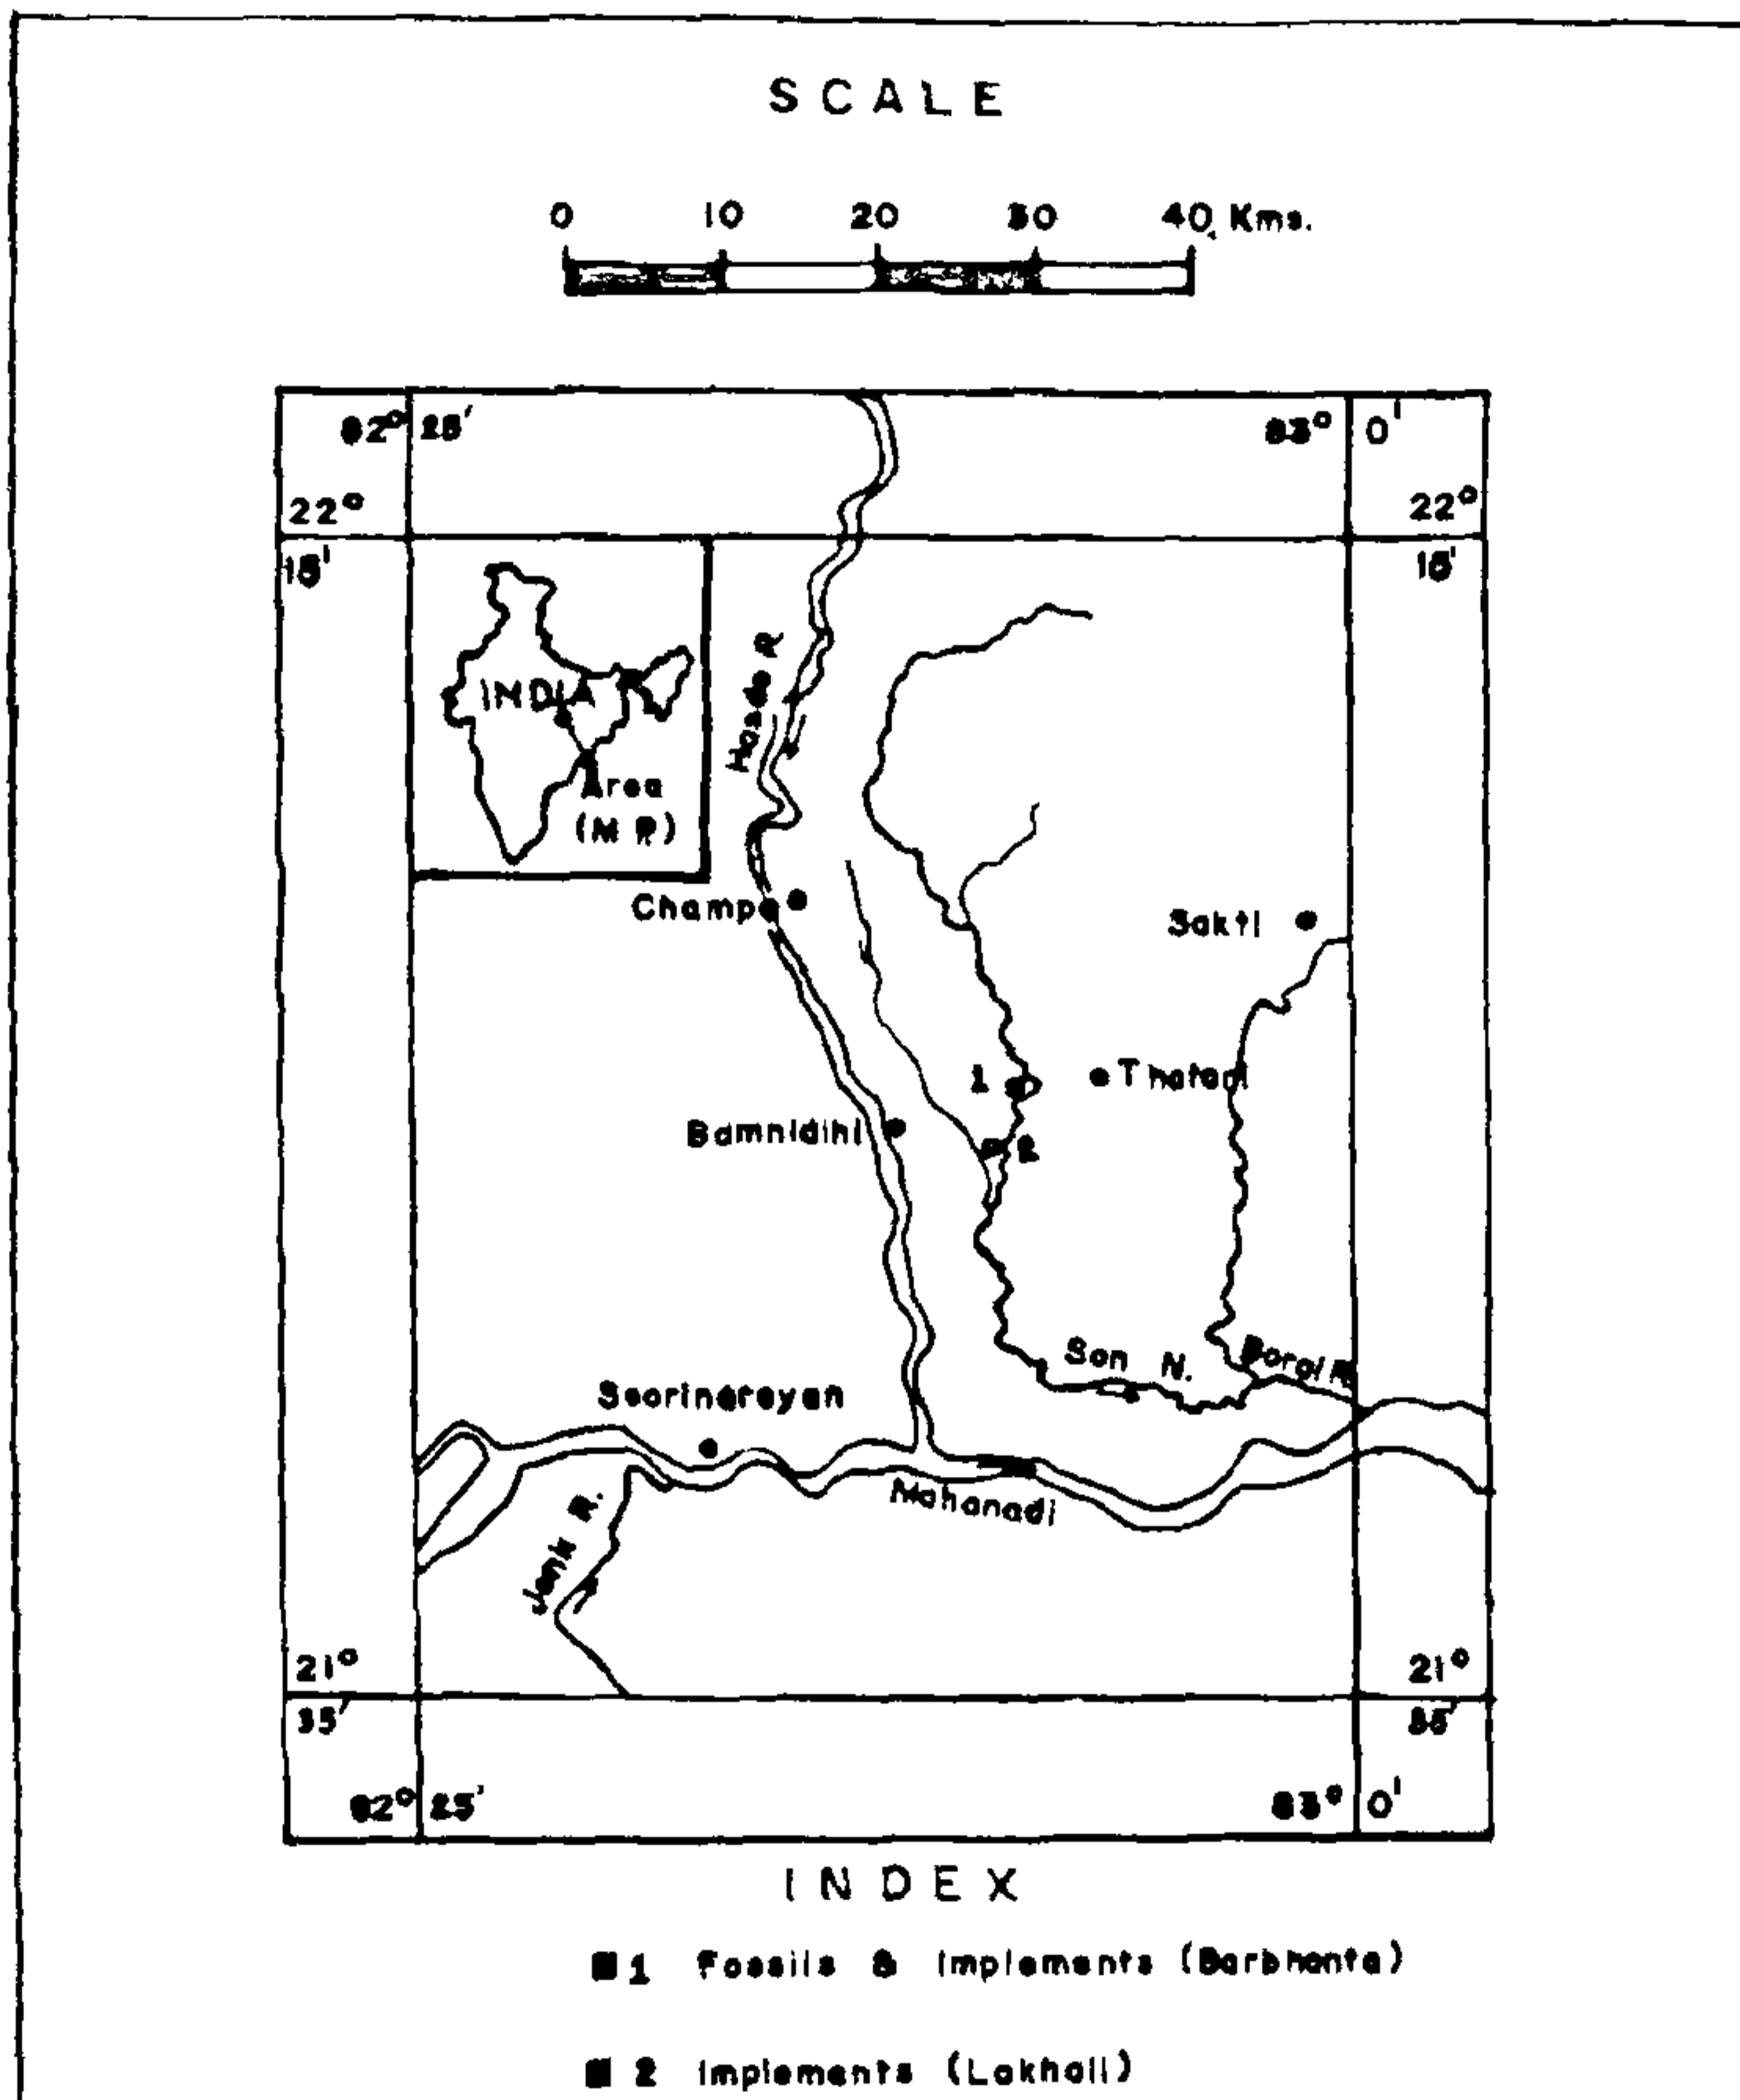 SCALE
0 10 20 30 40 Kms.
82° 25' 83° 0'
22° 22°
15' 15'
INDIA
Area
(M P)
Hasdo R
Champa
Sakti
1 Thatari
Bamnidihi
2
Son N. Borai R.
Seorinarayan
Mahanadi
Jonk R.
21° 21°
35' 35'
82° 25' 83° 0'
INDEX
1 Fossils & Implements (Barbhanta)
2 Implements (Lakhali)